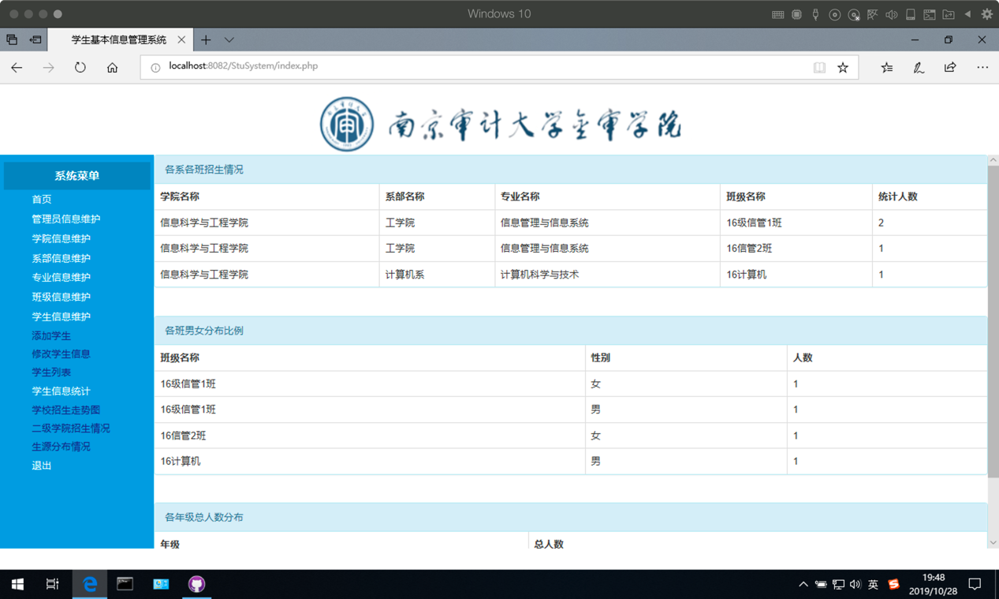 Windows 10
学生基本信息管理系统
localhost:8082/StuSystem/index.php
南京审计大学金审学院
系统菜单
首页
管理员信息维护
学院信息维护
系部信息维护
专业信息维护
班级信息维护
学生信息维护
添加学生
修改学生信息
学生列表
学生信息统计
学校招生走势图
二级学院招生情况
生源分布情况
退出
各系各班招生情况
学院名称 系部名称 专业名称 班级名称 统计人数
信息科学与工程学院 工学院 信息管理与信息系统 16级信管1班 2
信息科学与工程学院 工学院 信息管理与信息系统 16信管2班 1
信息科学与工程学院 计算机系 计算机科学与技术 16计算机 1
各班男女分布比例
班级名称 性别 人数
16级信管1班 女 1
16级信管1班 男 1
16信管2班 女 1
16计算机 男 1
各年级总人数分布
年级 总人数
英
19:48
2019/10/28